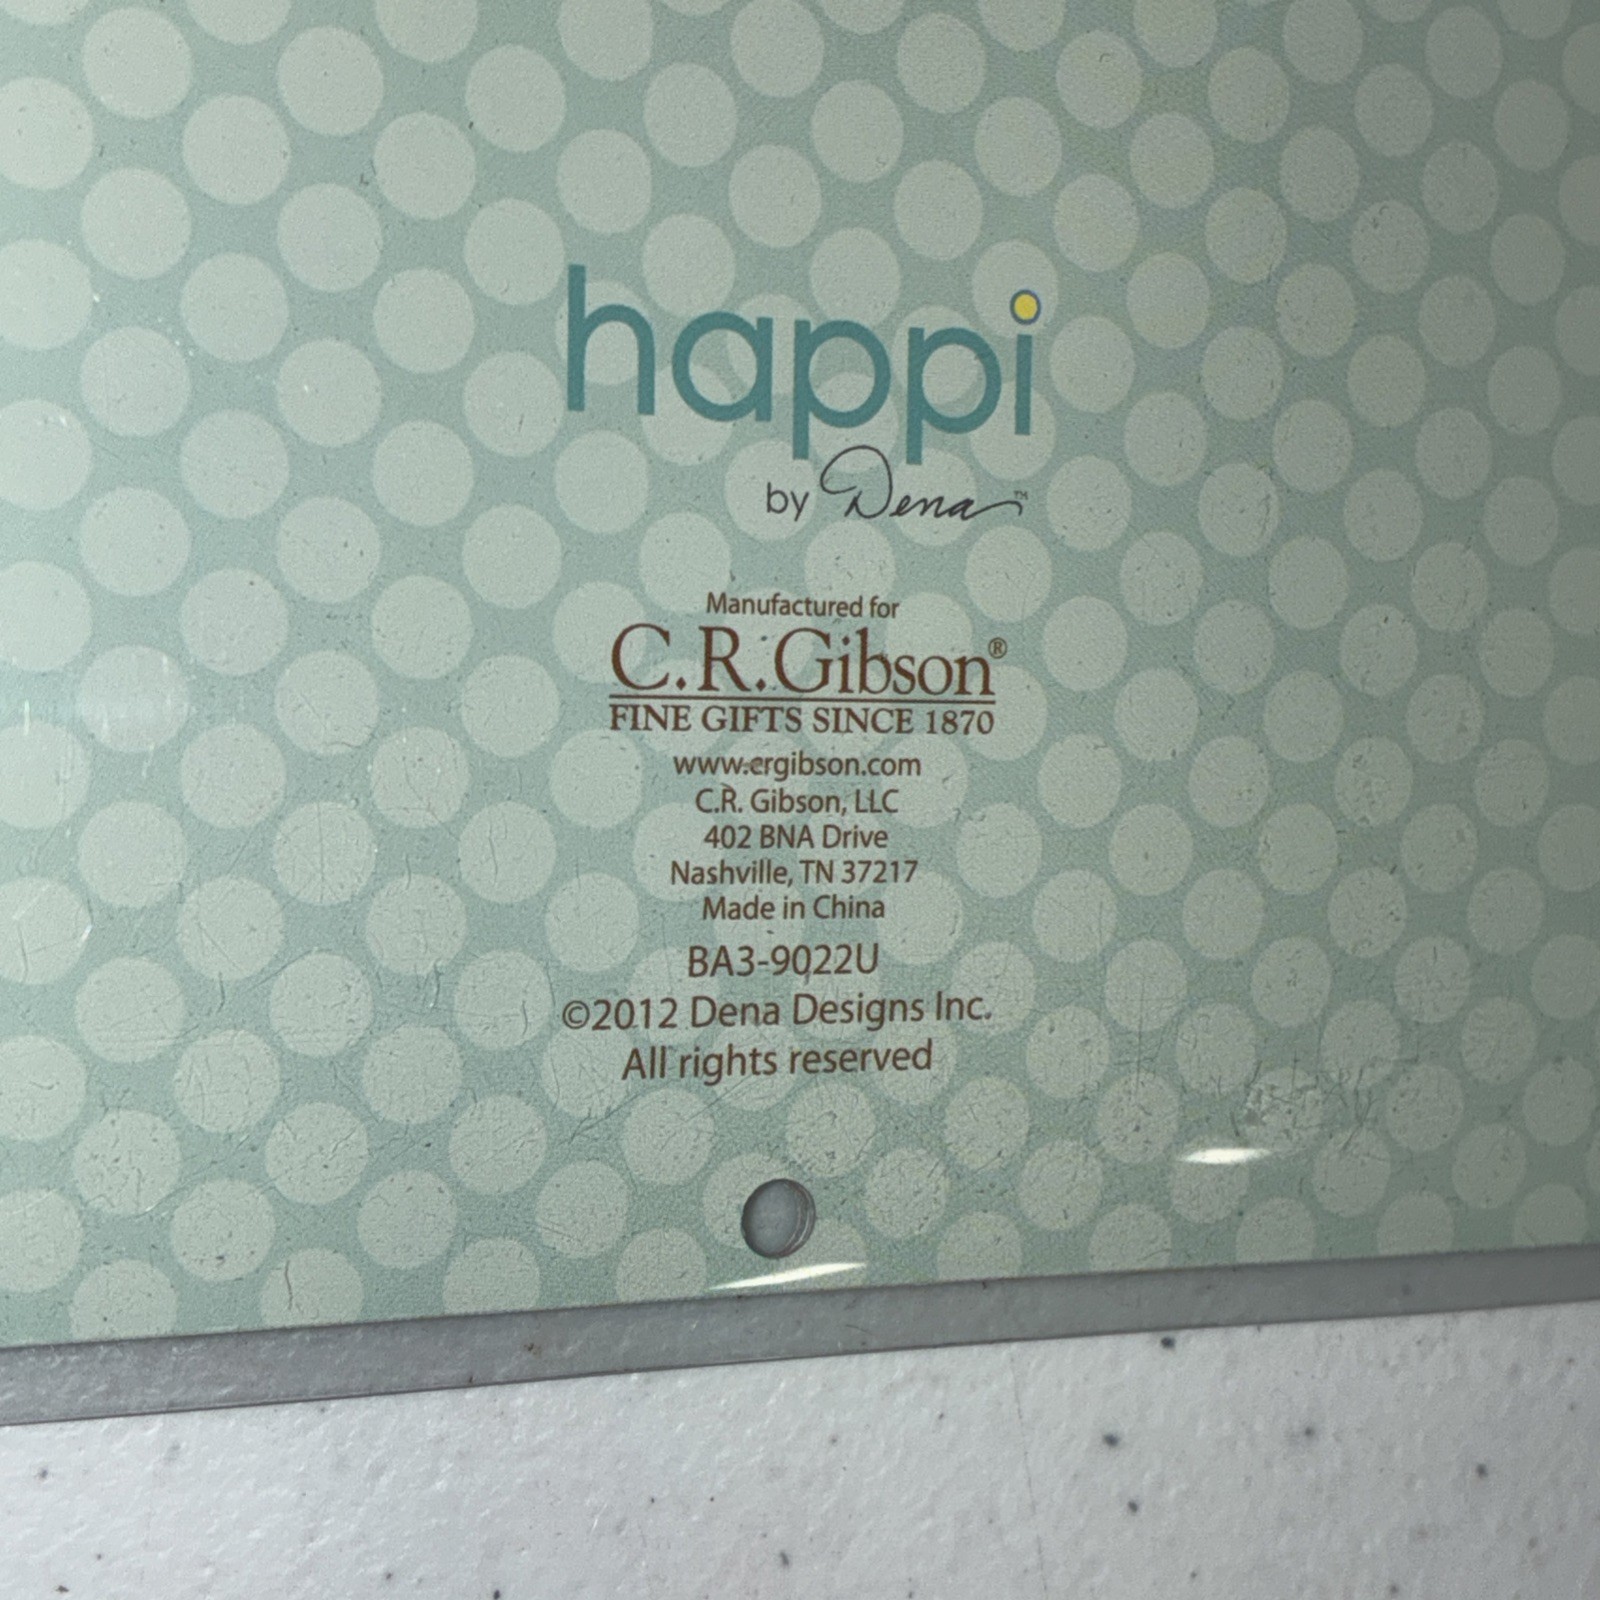 happi
by Dena™
Manufactured for
C.R.Gibson®
FINE GIFTS SINCE 1870
www.crgibson.com
C.R. Gibson, LLC
402 BNA Drive
Nashville, TN 37217
Made in China
BA3-9022U
©2012 Dena Designs Inc.
All rights reserved